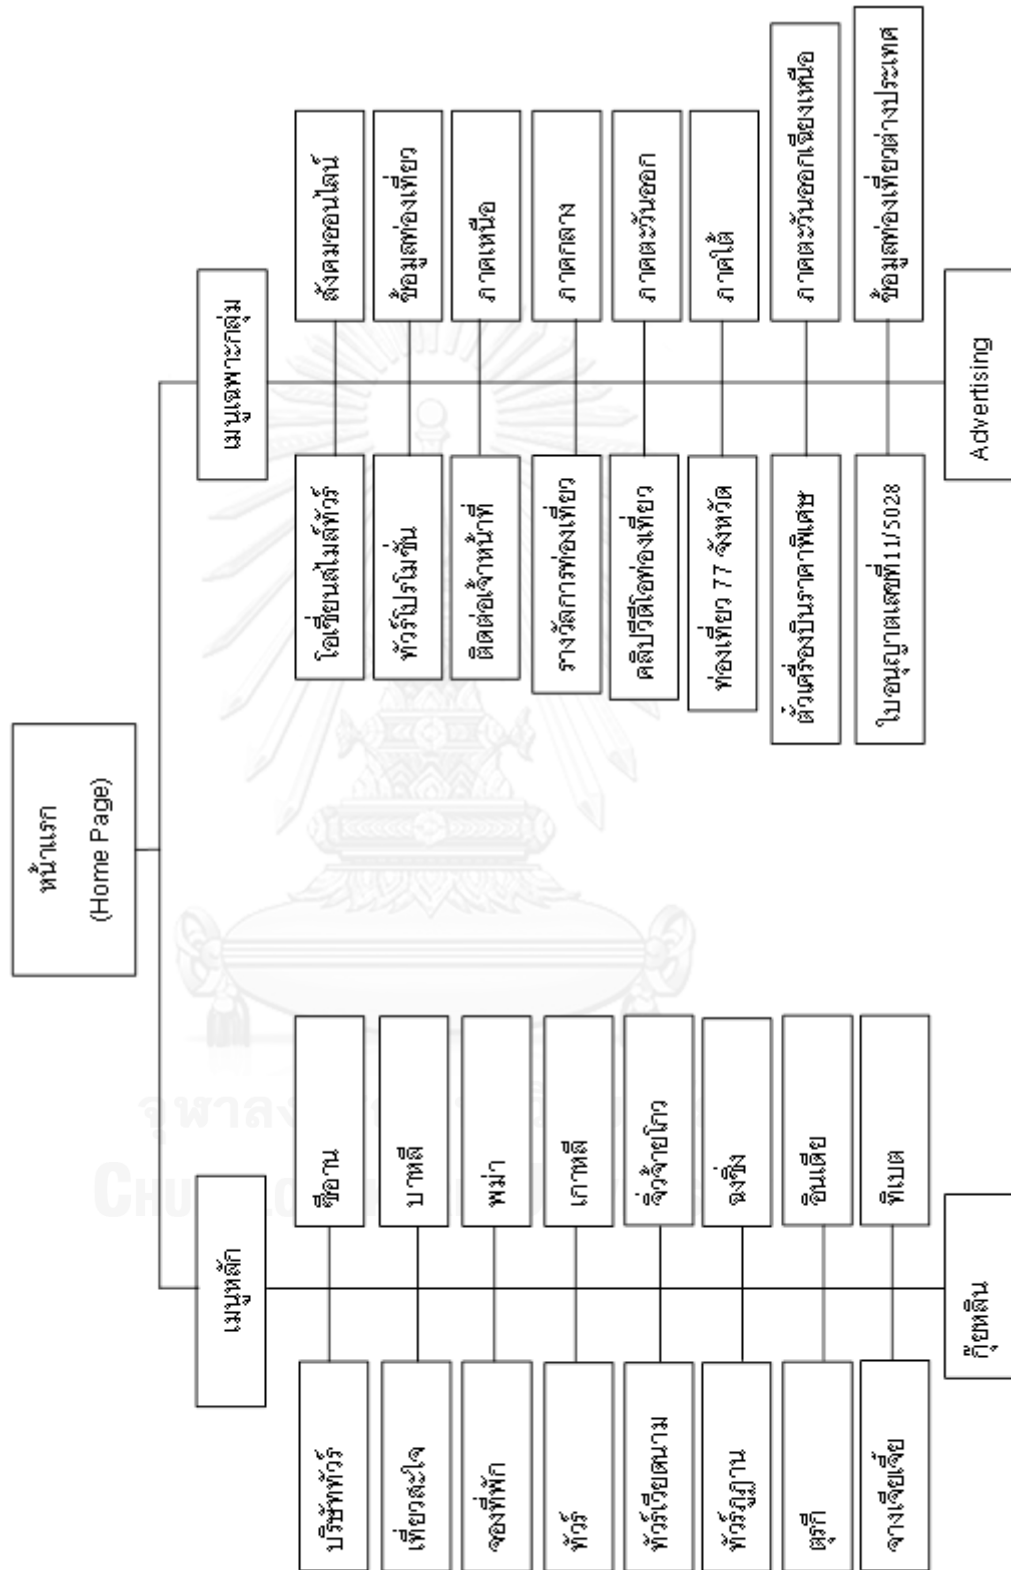 หน้าแรก
(Home Page)
เมนูหลัก
เมนูเฉพาะกลุ่ม
บริษัททัวร์
ซีอาน
เที่ยวสะใจ
บาหลี
จองที่พัก
พม่า
ทัวร์
เกาหลี
ทัวร์เวียดนาม
จิ่วจ้ายโกว
ทัวร์ภูฏาน
ฉงชิ่ง
ตุรกี
อินเดีย
จางเจียเจี้ย
ทิเบต
กุ๊ยหลิน
โอเชี่ยนสไมล์ทัวร์
สังคมออนไลน์
ทัวร์โปรโมชั่น
ข้อมูลท่องเที่ยว
ติดต่อเจ้าหน้าที่
ภาคเหนือ
รางวัลการท่องเที่ยว
ภาคกลาง
คลิปวีดีโอท่องเที่ยว
ภาคตะวันออก
ท่องเที่ยว 77 จังหวัด
ภาคใต้
ตั๋วเครื่องบินราคาพิเศษ
ภาคตะวันออกเฉียงเหนือ
ใบอนุญาตเลขที่11/5028
ข้อมูลท่องเที่ยวต่างประเทศ
Advertising